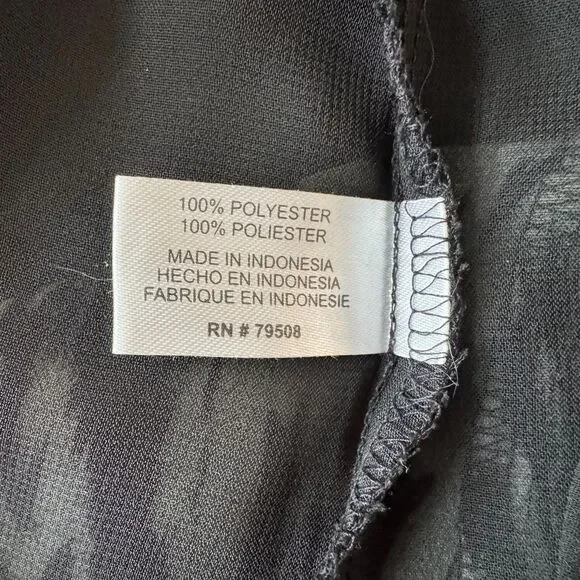 100% POLYESTER
100% POLIESTER
MADE IN INDONESIA
HECHO EN INDONESIA
FABRIQUE EN INDONESIE
RN # 79508